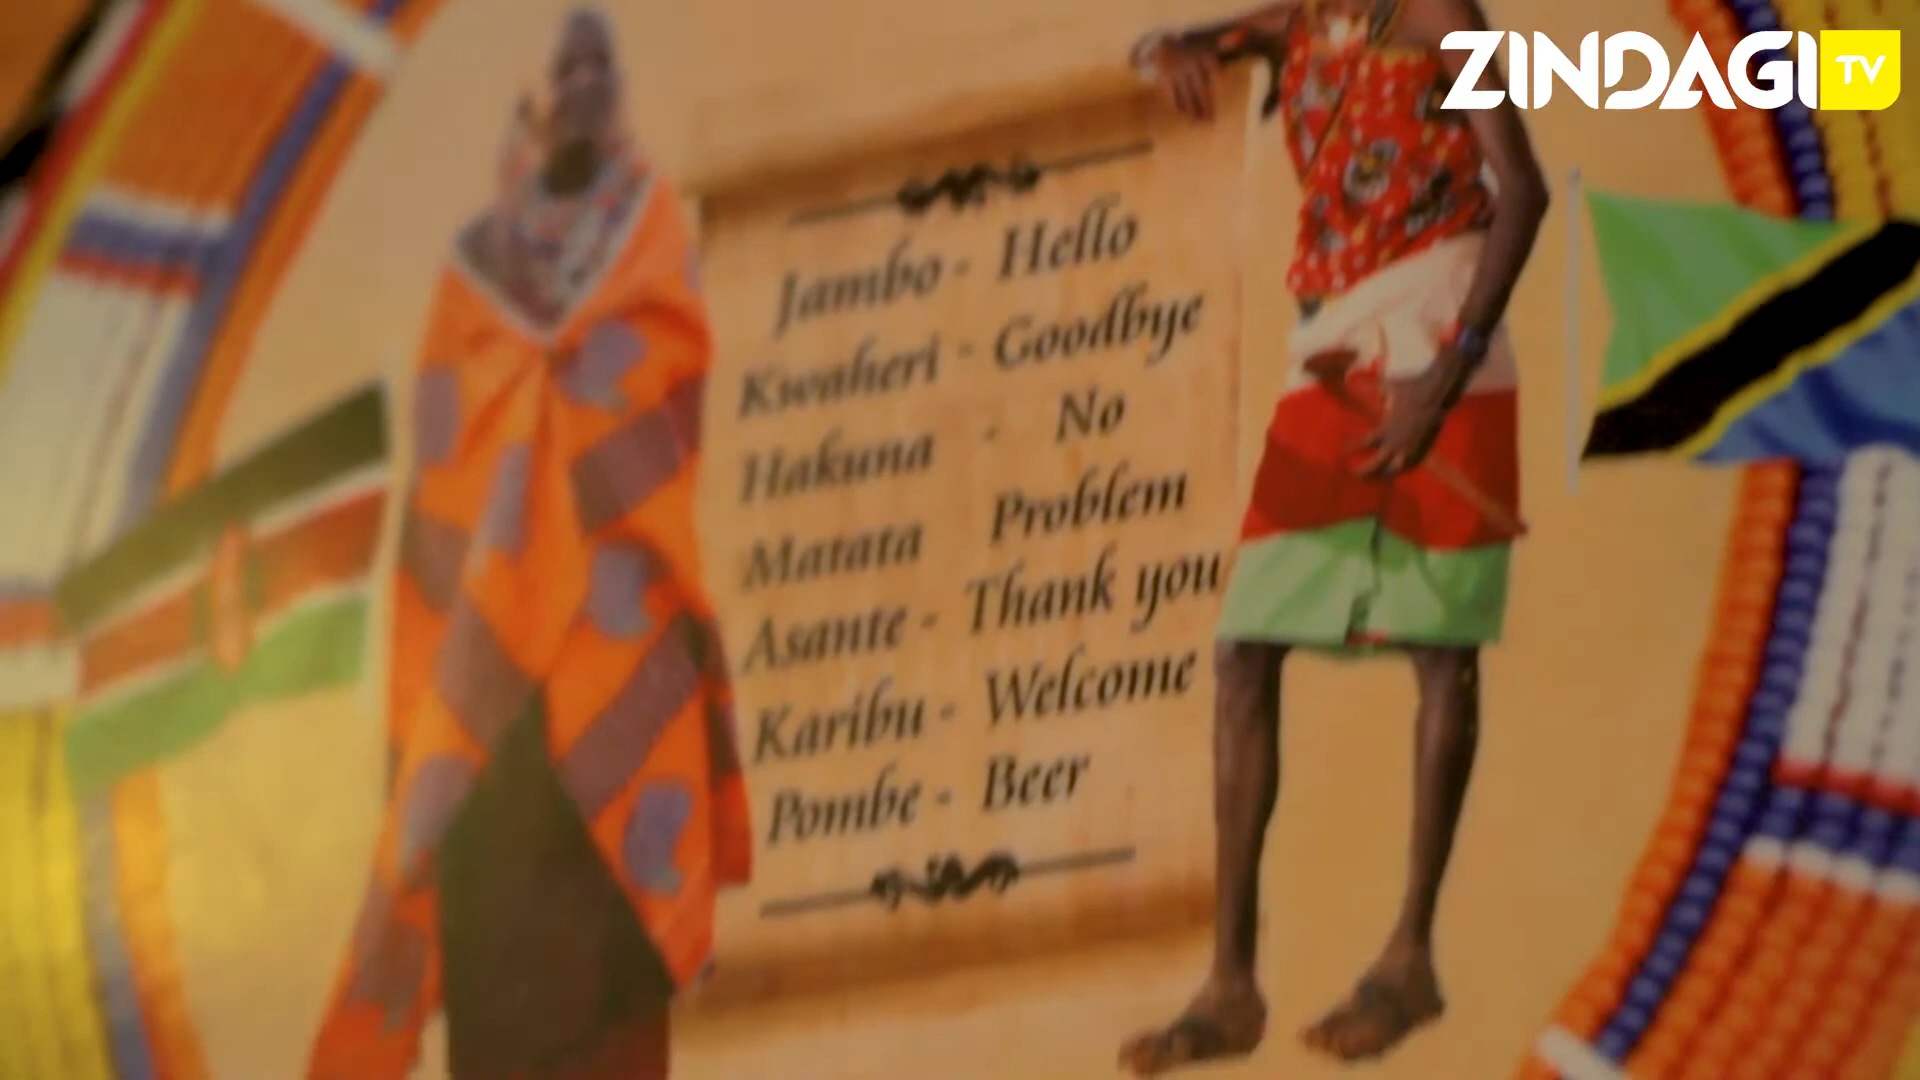 ZINDAGI TV
Jambo - Hello
Kwaheri - Goodbye
Hakuna - No
Matata Problem
Asante - Thank you
Karibu - Welcome
Pombe - Beer